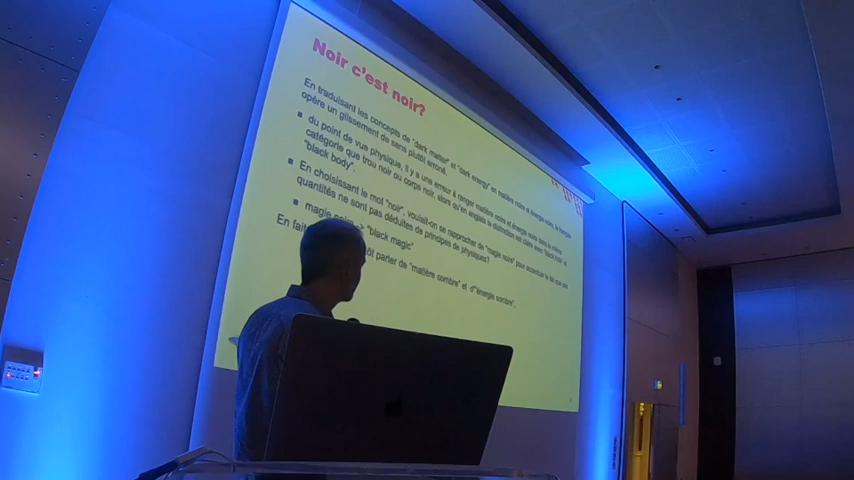 Noir c'est noir?
En traduisant les concepts de "dark matter" et "dark energy" en matière noire et énergie noire, le français
opère un glissement de sens plutôt erroné.
du point de vue physique, il y a une erreur à ranger matière noire et énergie noire dans la même
catégorie que trou noir ou corps noir, alors qu'en anglais la distinction est claire avec "black hole" et
"black body".
En choisissant le mot "noir", voulait-on se rapprocher de "magie noire" pour accentuer le fait que ces
quantités ne sont pas déduites de principes de physiques?
magie noire -> "black magic"
En fait tôt parler de "matière sombre" et d'"énergie sombre".